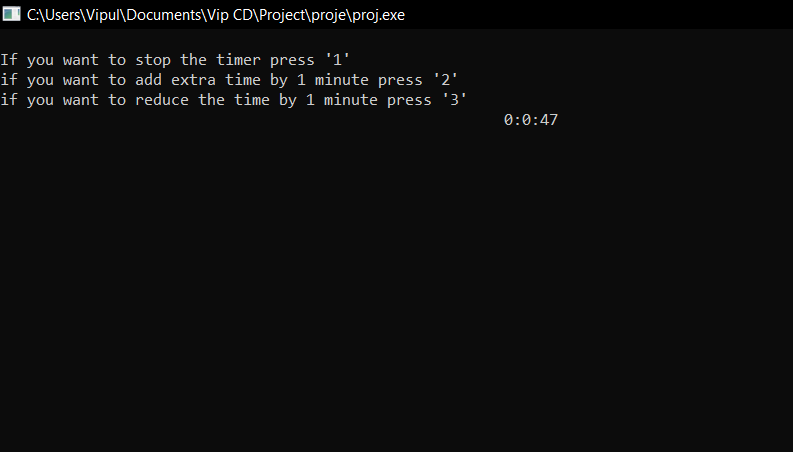 C:\Users\Vipul\Documents\Vip CD\Project\proje\proj.exe
If you want to stop the timer press '1'
if you want to add extra time by 1 minute press '2'
if you want to reduce the time by 1 minute press '3'
0:0:47